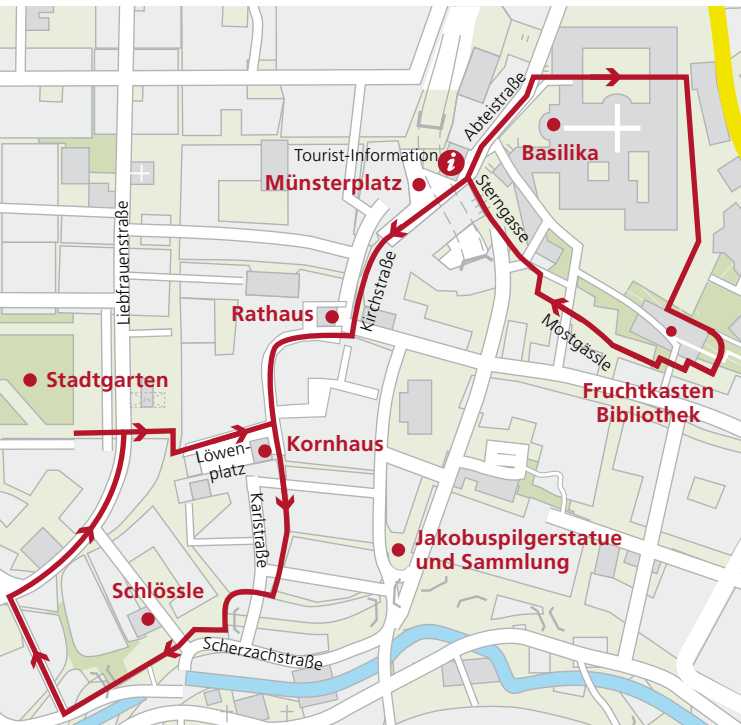 Abteistraße
Basilika
Tourist-Information
i
Münsterplatz
Sterngasse
Liebfrauenstraße
Kirchstraße
Rathaus
Mostgässle
Stadtgarten
Fruchtkasten
Bibliothek
Kornhaus
Löwen-
platz
Karlstraße
Jakobuspilgerstatue
und Sammlung
Schlössle
Scherzachstraße